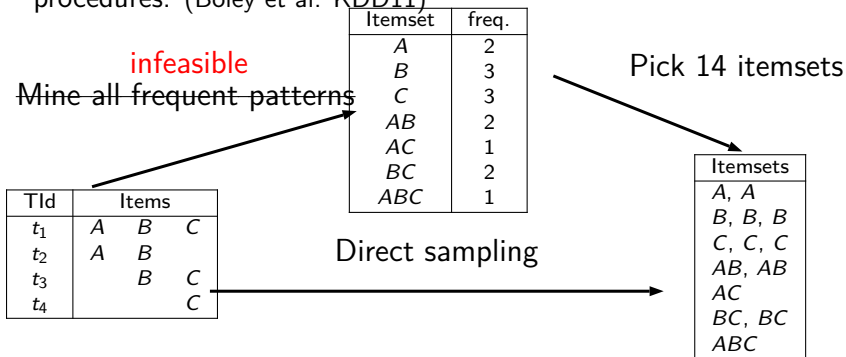 procedures. (Boley et al. KDD11)
Itemset freq.
A 2
B 3
C 3
AB 2
AC 1
BC 2
ABC 1
infeasible
Mine all frequent patterns
Pick 14 itemsets
TId Items
t1 A B C
t2 A B
t3 B C
t4 C
Direct sampling
Itemsets
A, A
B, B, B
C, C, C
AB, AB
AC
BC, BC
ABC